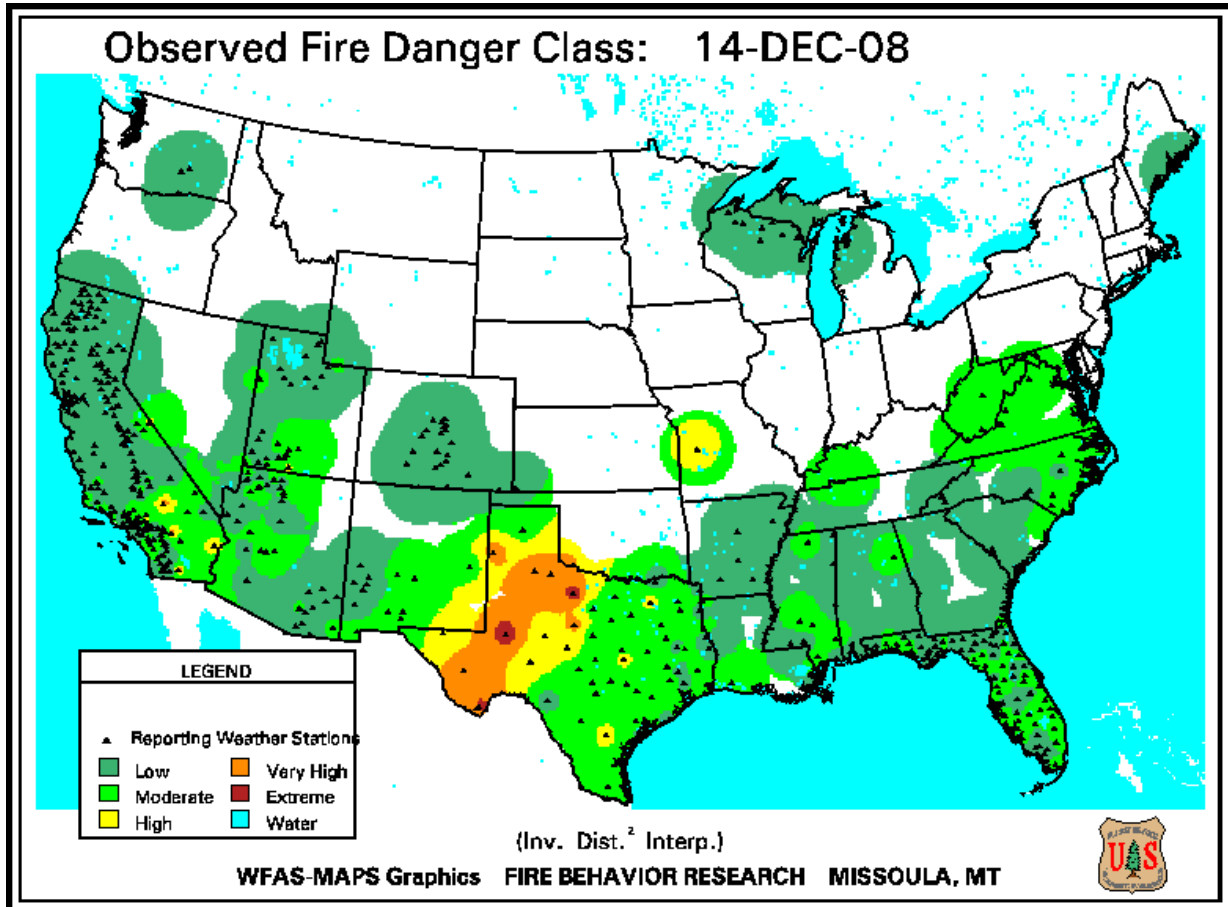 Observed Fire Danger Class: 14-DEC-08
LEGEND
Reporting Weather Stations
Low
Very High
Moderate
Extreme
High
Water
(Inv. Dist.² Interp.)
WFAS-MAPS Graphics FIRE BEHAVIOR RESEARCH MISSOULA, MT
U S